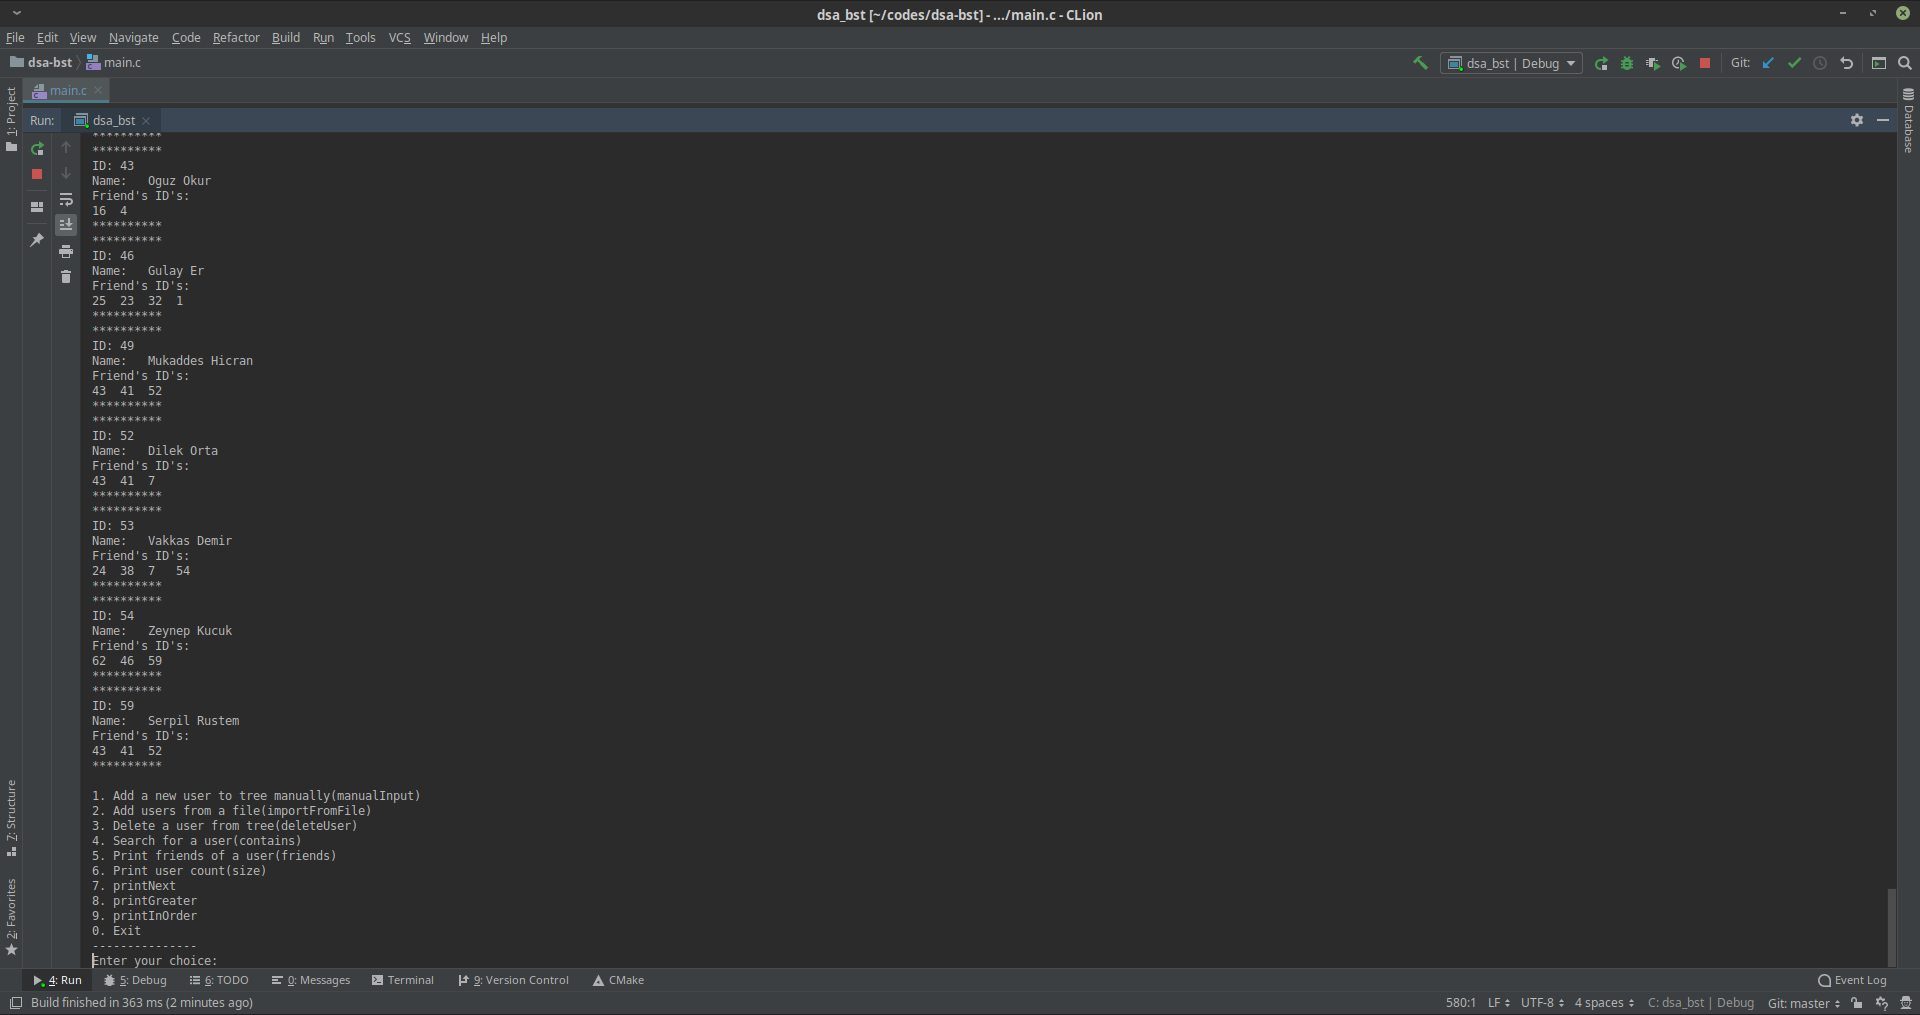 dsa_bst [~/codes/dsa-bst] - .../main.c - CLion
File Edit View Navigate Code Refactor Build Run Tools VCS Window Help
dsa-bst main.c dsa_bst | Debug Git:
main.c
Run: dsa_bst
1: Project
Database
**********
**********
ID: 43
Name:   Oguz Okur
Friend's ID's:
16  4
**********
**********
ID: 46
Name:   Gulay Er
Friend's ID's:
25  23  32  1
**********
**********
ID: 49
Name:   Mukaddes Hicran
Friend's ID's:
43  41  52
**********
**********
ID: 52
Name:   Dilek Orta
Friend's ID's:
43  41  7
**********
**********
ID: 53
Name:   Vakkas Demir
Friend's ID's:
24  38  7   54
**********
**********
ID: 54
Name:   Zeynep Kucuk
Friend's ID's:
62  46  59
**********
**********
ID: 59
Name:   Serpil Rustem
Friend's ID's:
43  41  52
**********
1. Add a new user to tree manually(manualInput)
2. Add users from a file(importFromFile)
3. Delete a user from tree(deleteUser)
4. Search for a user(contains)
5. Print friends of a user(friends)
6. Print user count(size)
7. printNext
8. printGreater
9. printInOrder
0. Exit
---------------
Enter your choice:
7: Structure
2: Favorites
4: Run 5: Debug 6: TODO 0: Messages Terminal 9: Version Control CMake Event Log
Build finished in 363 ms (2 minutes ago) 580:1 LF UTF-8 4 spaces C: dsa_bst | Debug Git: master